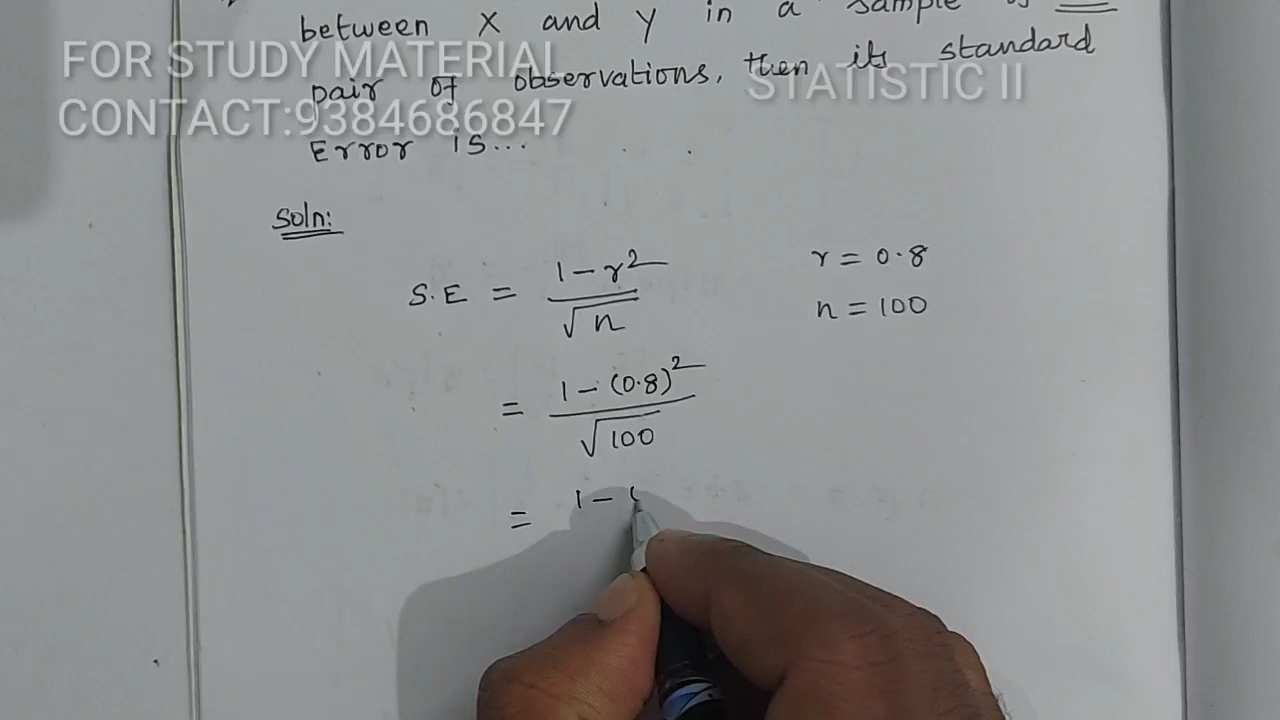 between X and y in a sample
pair of observations, then its standard
Error is...
FOR STUDY MATERIAL
CONTACT:9384686847
STATISTIC II
Soln:
S.E = 1 - r²
√n
r = 0.8
n = 100
= 1 - (0.8)²
√100
= 1 -